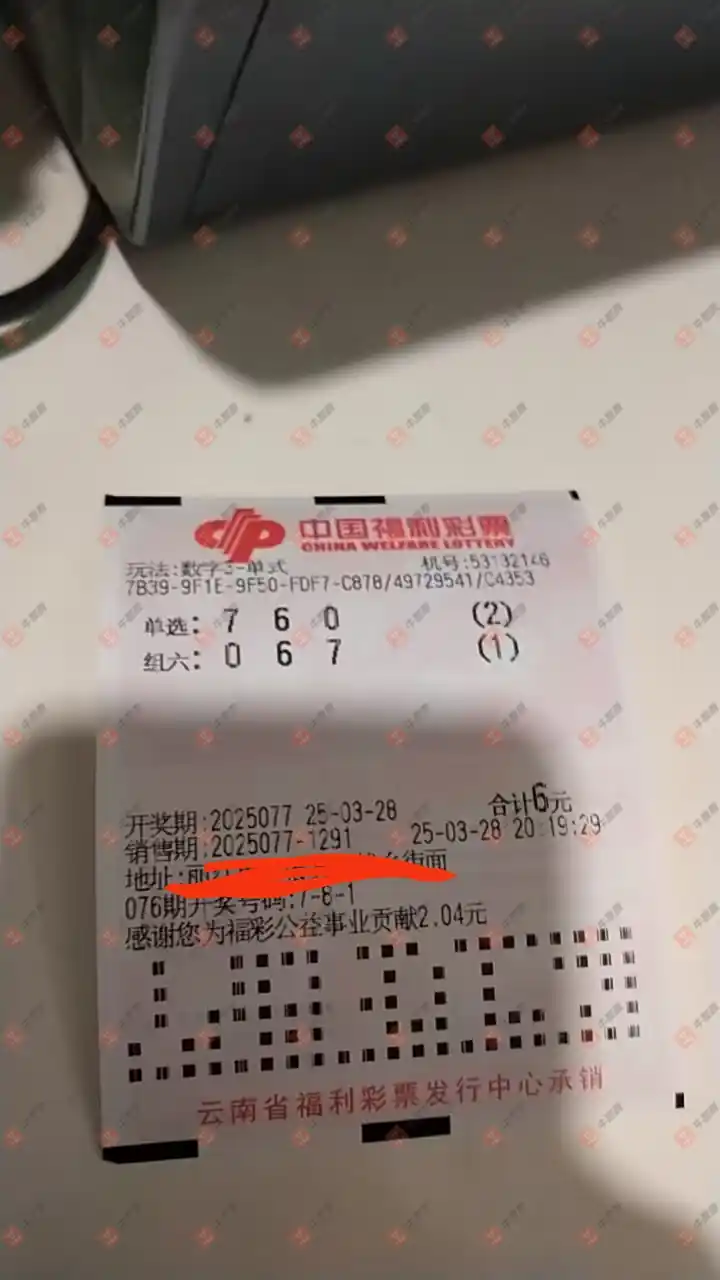 中国福利彩票
CHINA WELFARE LOTTERY
玩法:数字3-单式 机号:53132146
7B39-9F1E-9F50-FDF7-C878/49729541/C4353
单选: 7 6 0 (2)
组六: 0 6 7 (1)
合计6元
开奖期:2025077 25-03-28
销售期:2025077-1291 25-03-28 20:19:29
地址: 街面
076期开奖号码:7-8-1
感谢您为福彩公益事业贡献2.04元
云南省福利彩票发行中心承销